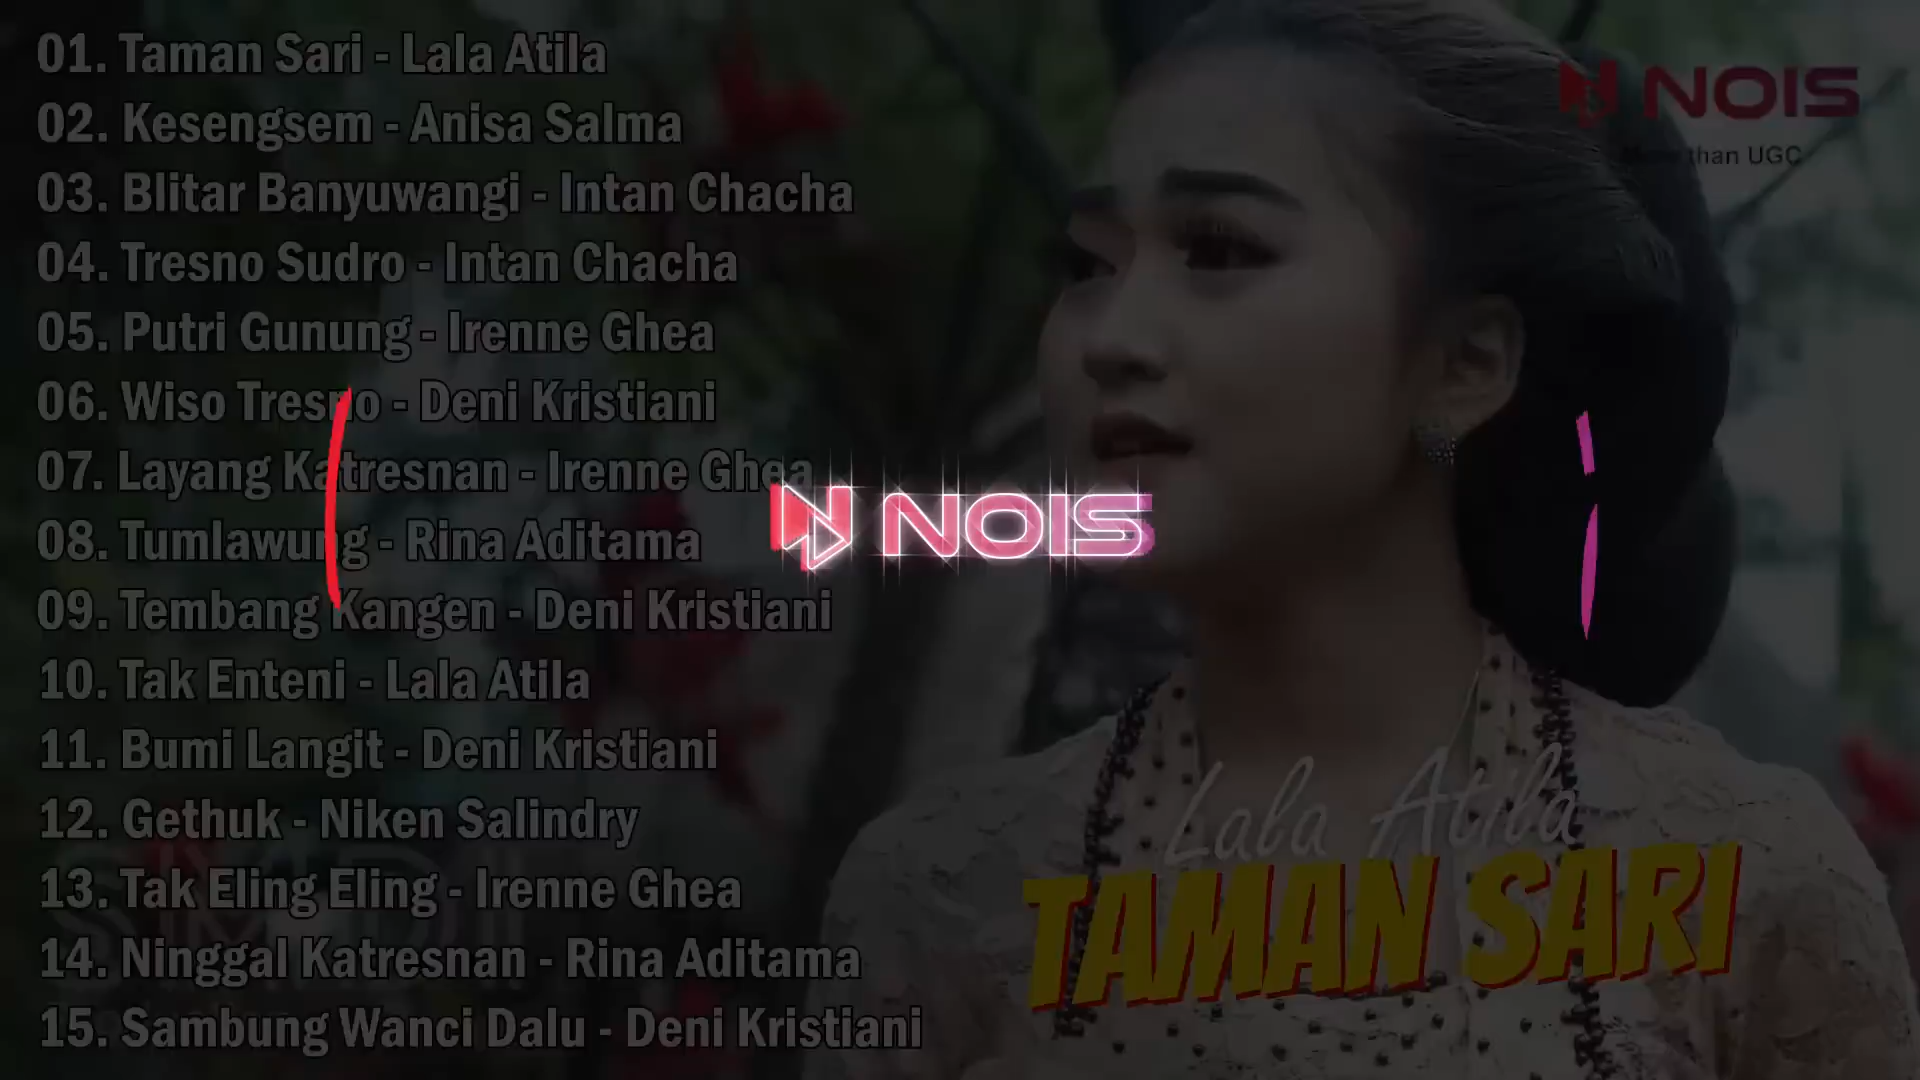 01. Taman Sari - Lala Atila
02. Kesengsem - Anisa Salma
03. Blitar Banyuwangi - Intan Chacha
04. Tresno Sudro - Intan Chacha
05. Putri Gunung - Irenne Ghea
06. Wiso Tresno - Deni Kristiani
07. Layang Katresnan - Irenne Ghea
08. Tumlawung - Rina Aditama
09. Tembang Kangen - Deni Kristiani
10. Tak Enteni - Lala Atila
11. Bumi Langit - Deni Kristiani
12. Gethuk - Niken Salindry
13. Tak Eling Eling - Irenne Ghea
14. Ninggal Katresnan - Rina Aditama
15. Sambung Wanci Dalu - Deni Kristiani
NOIS
than UGC
NOIS
Lala Atila
TAMAN SARI